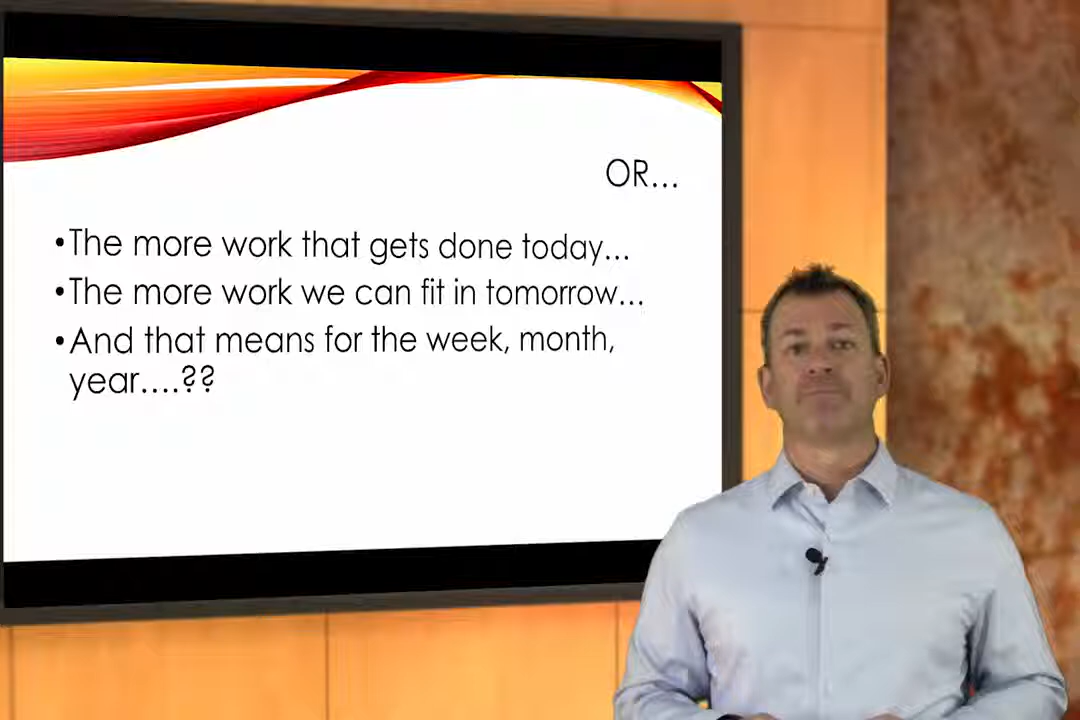 OR...
•The more work that gets done today...
•The more work we can fit in tomorrow...
•And that means for the week, month,
year....??